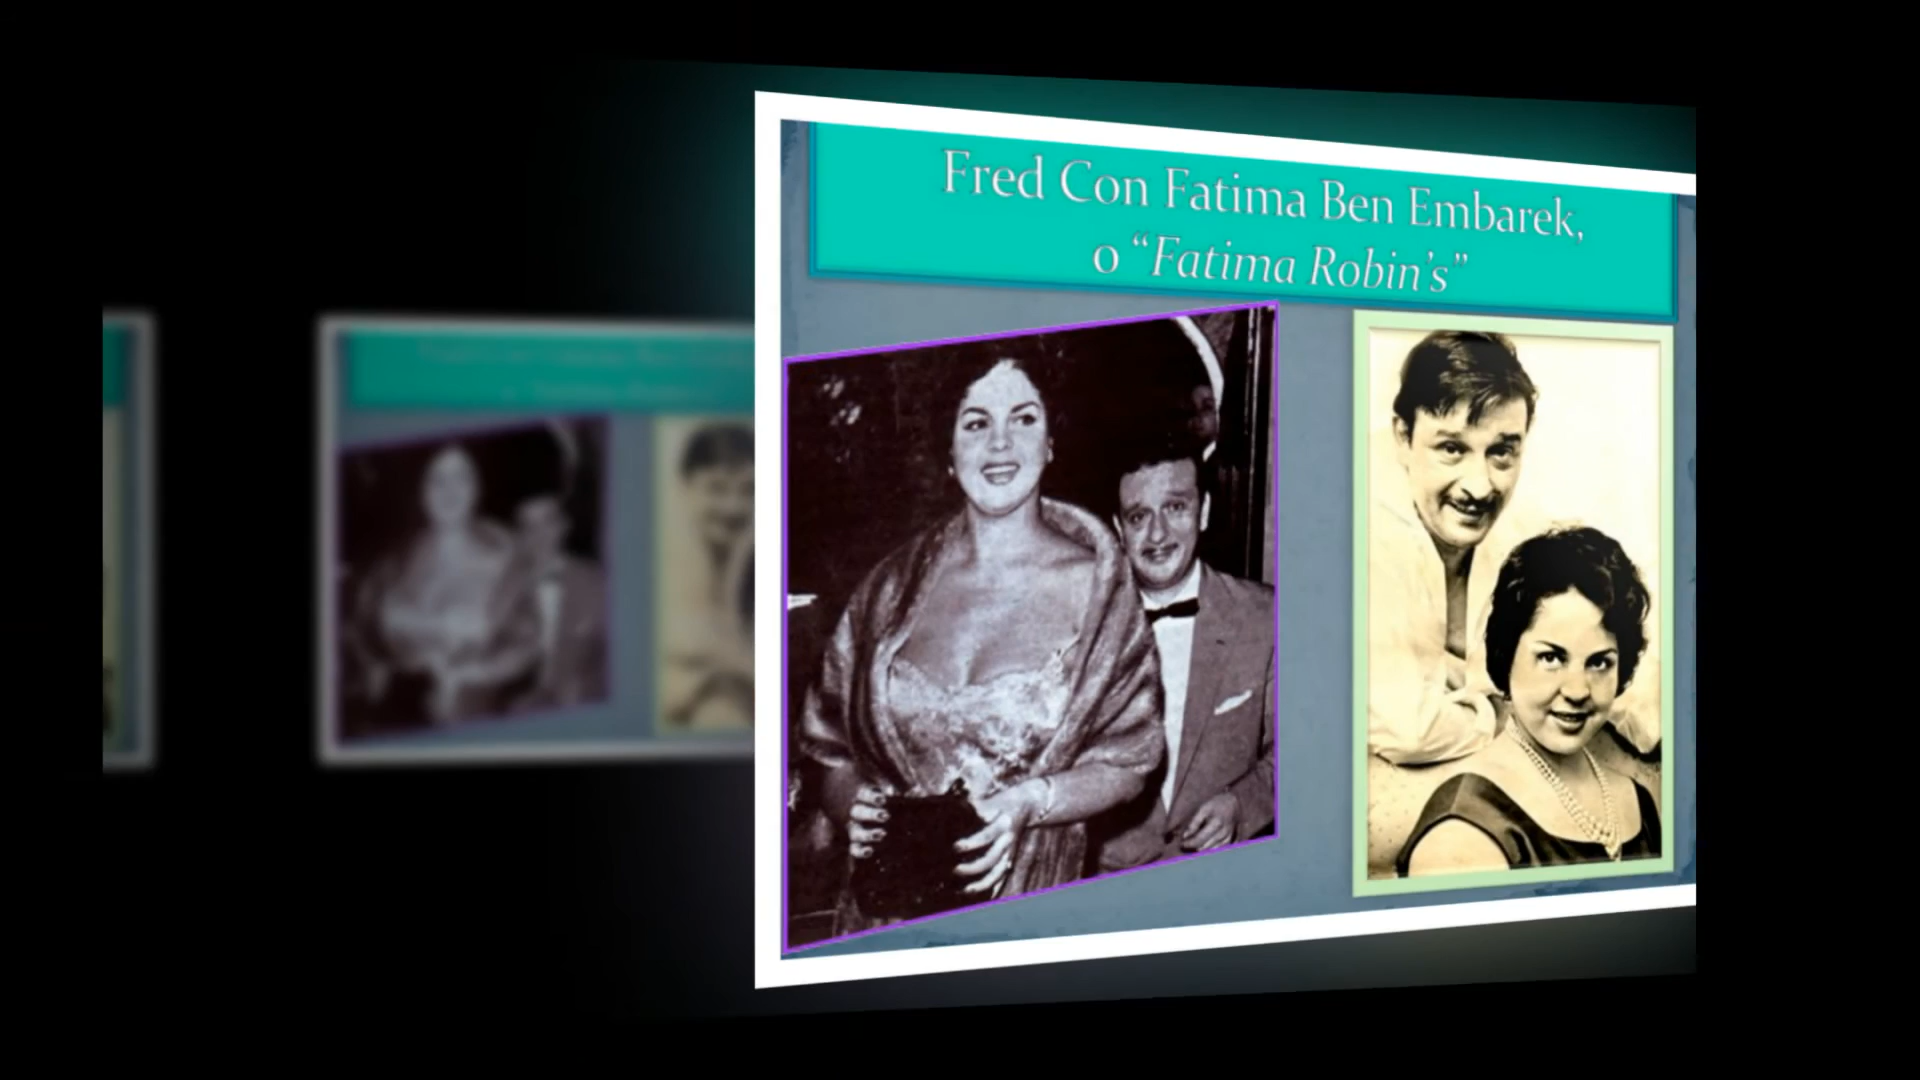 Fred Con Fatima Ben Embarek,
o “Fatima Robin's”